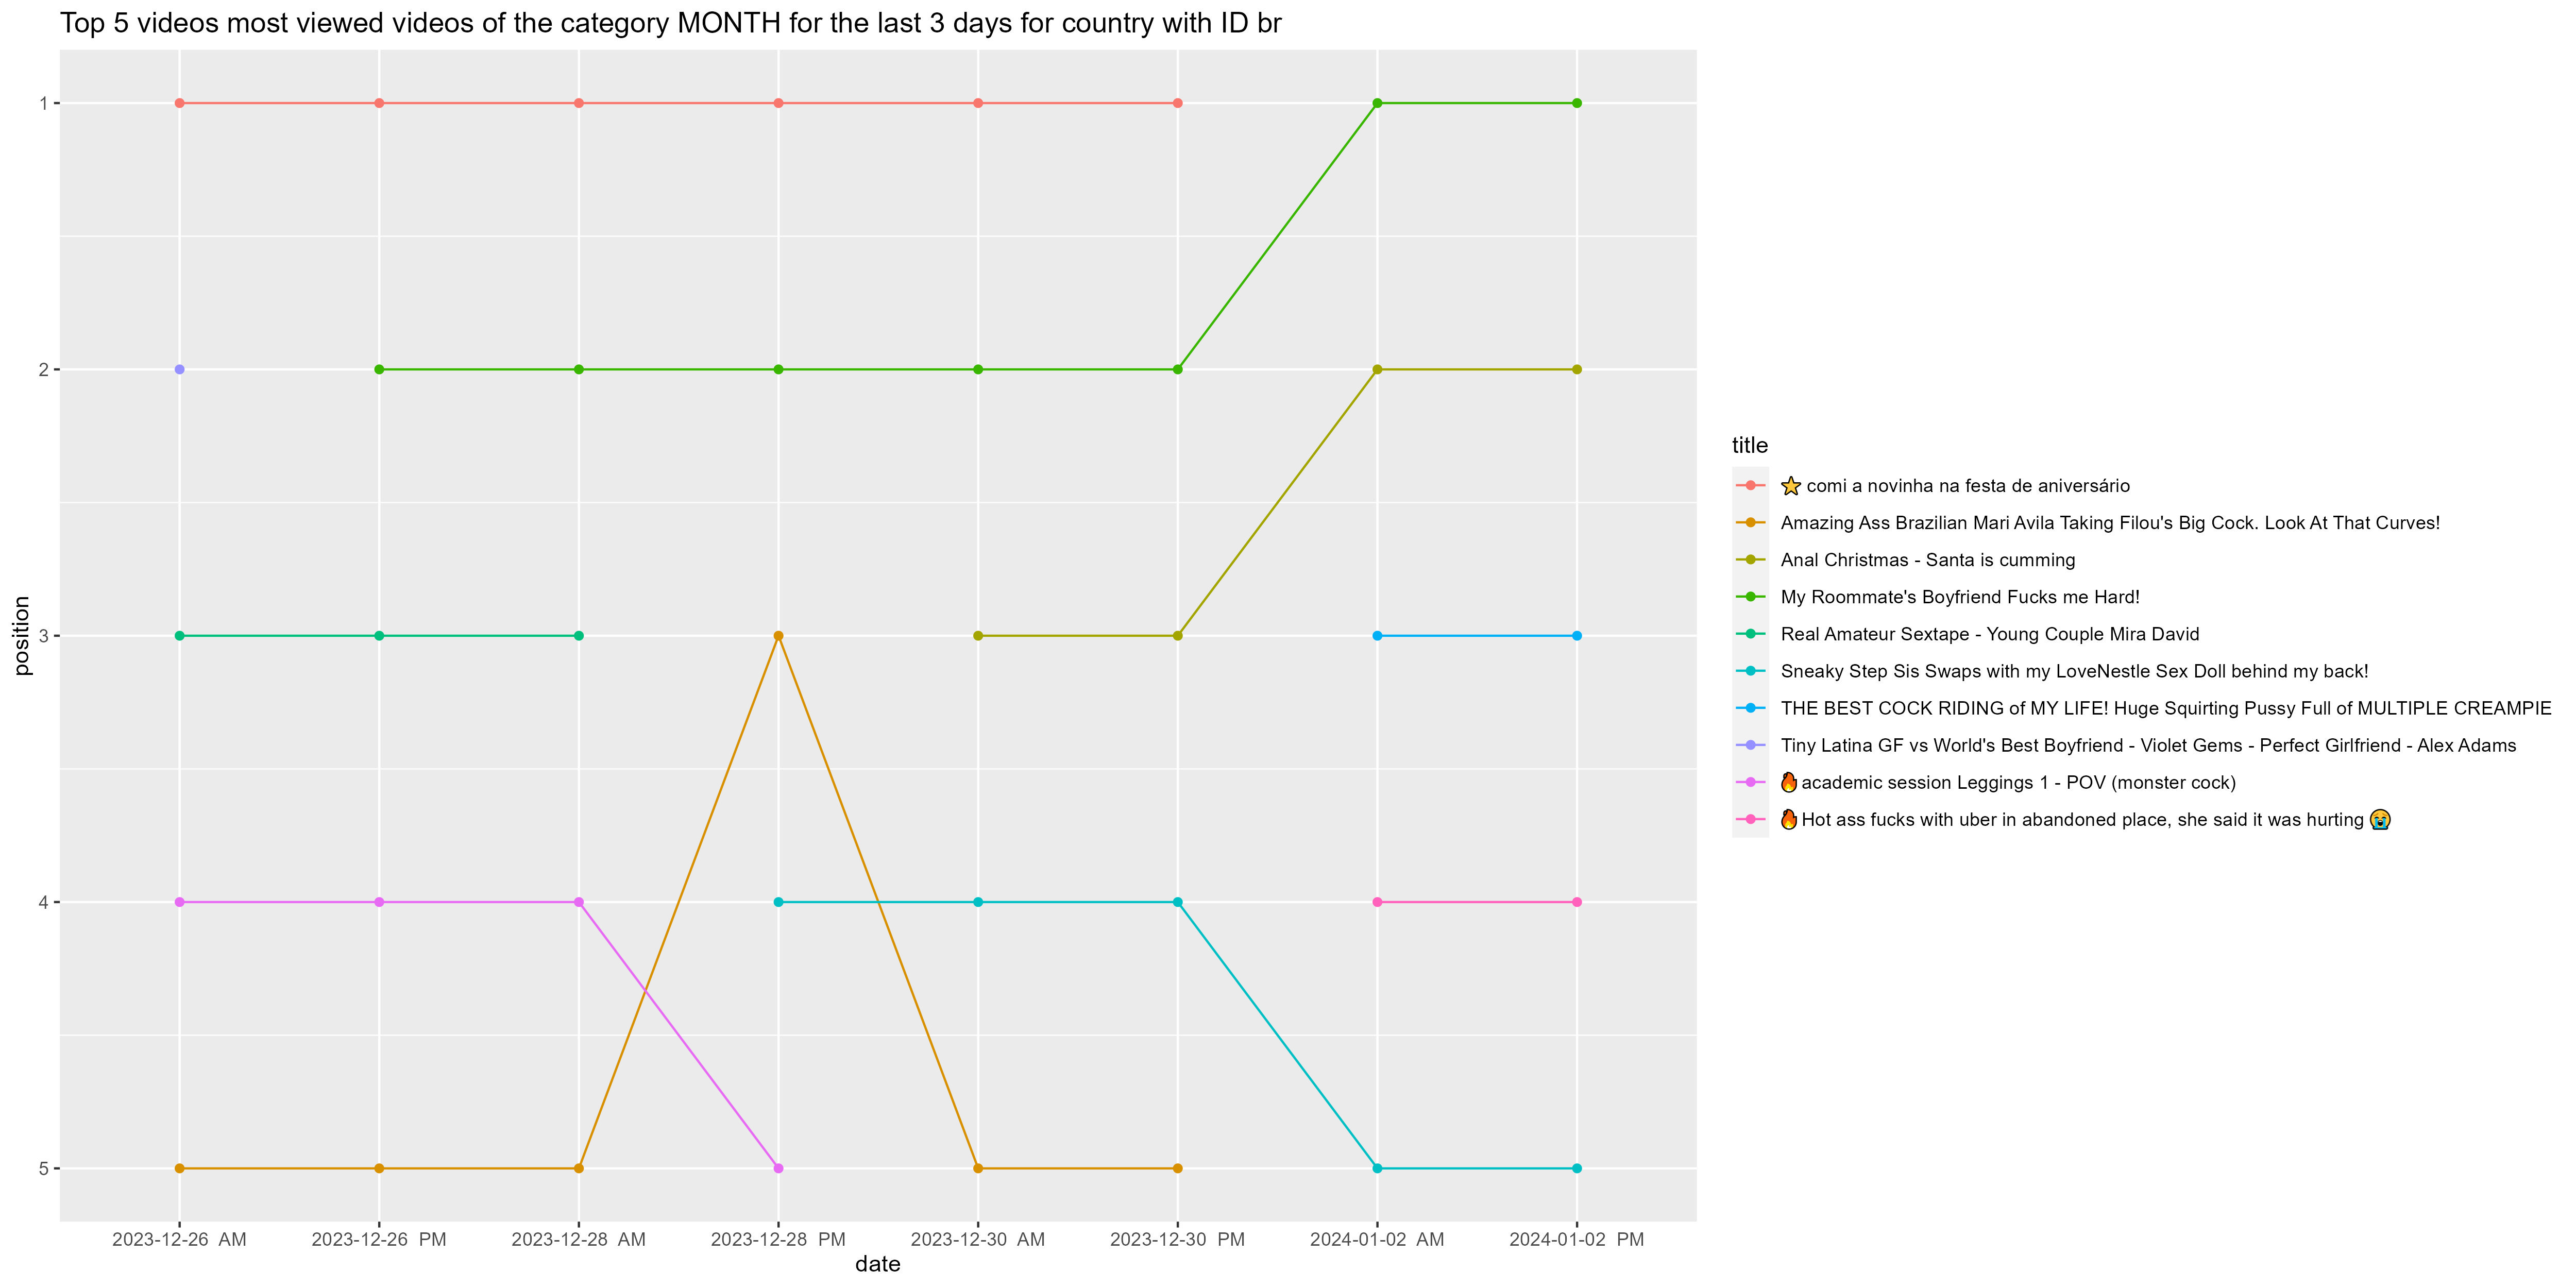 Top 5 videos most viewed videos of the category MONTH for the last 3 days for country with ID br
position
1
2
3
4
5
2023-12-26 AM
2023-12-26 PM
2023-12-28 AM
2023-12-28 PM
2023-12-30 AM
2023-12-30 PM
2024-01-02 AM
2024-01-02 PM
date
title
⭐ comi a novinha na festa de aniversário
Amazing Ass Brazilian Mari Avila Taking Filou's Big Cock. Look At That Curves!
Anal Christmas - Santa is cumming
My Roommate's Boyfriend Fucks me Hard!
Real Amateur Sextape - Young Couple Mira David
Sneaky Step Sis Swaps with my LoveNestle Sex Doll behind my back!
THE BEST COCK RIDING of MY LIFE! Huge Squirting Pussy Full of MULTIPLE CREAMPIE
Tiny Latina GF vs World's Best Boyfriend - Violet Gems - Perfect Girlfriend - Alex Adams
🔥academic session Leggings 1 - POV (monster cock)
🔥Hot ass fucks with uber in abandoned place, she said it was hurting 😭